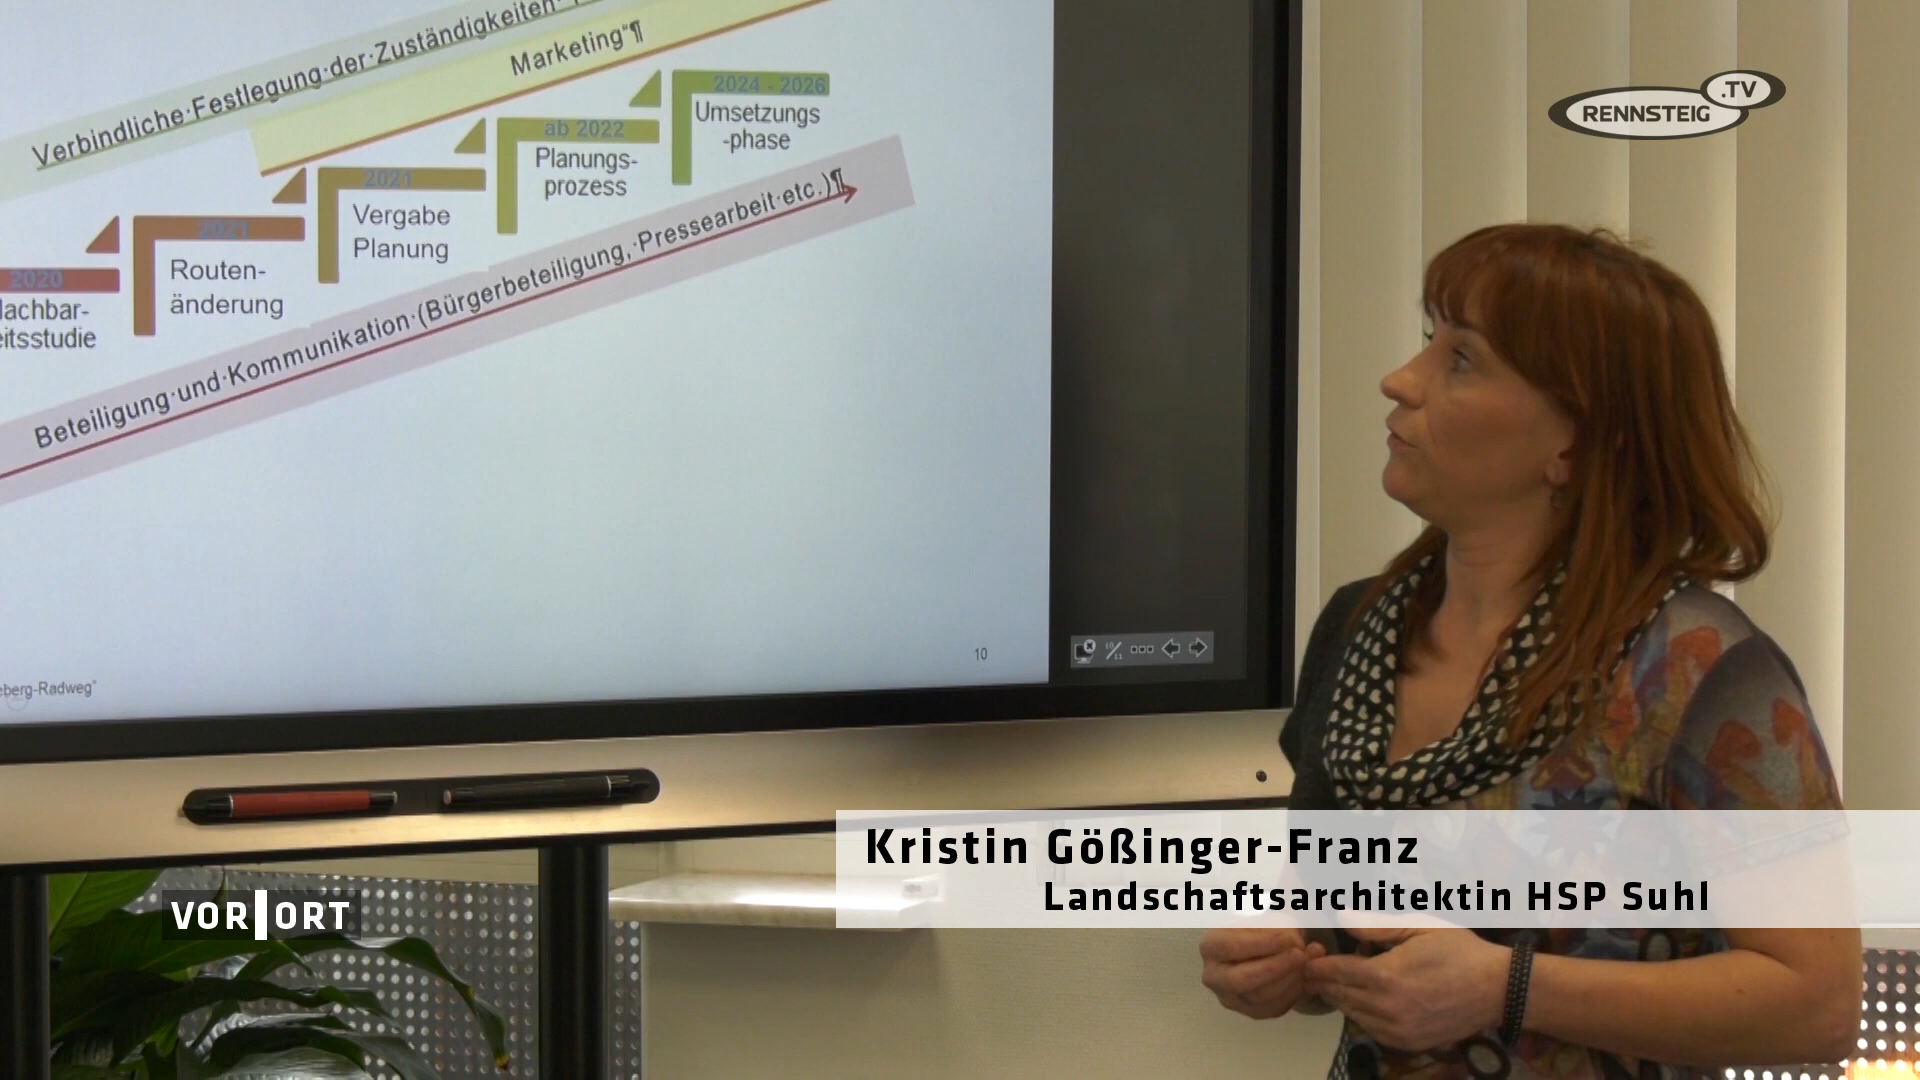 Verbindliche·Festlegung·der·Zuständigkeiten·
Marketing"¶
2024 - 2026
Umsetzungs
-phase
ab 2022
Planungs-
prozess
2021
Vergabe
Planung
2021
Routen-
änderung
2020
lachbar-
eitsstudie
Beteiligung·und·Kommunikation·(Bürgerbeteiligung,·Pressearbeit·etc.)¶
10
eberg-Radweg"
RENNSTEIG .TV
Kristin Gößinger-Franz
Landschaftsarchitektin HSP Suhl
VOR ORT